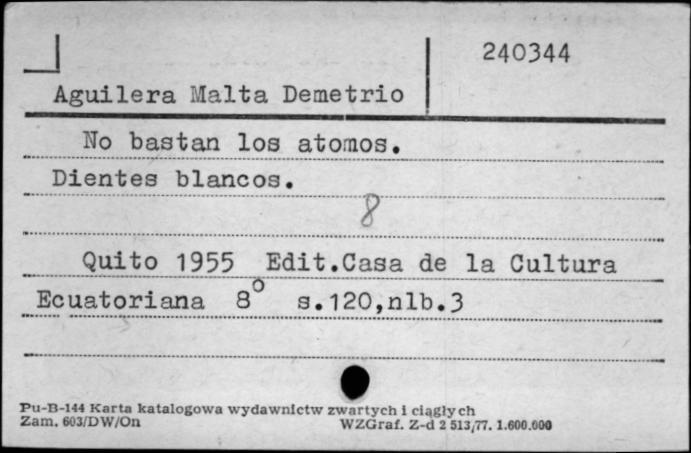 240344
Aguilera Malta Demetrio
No bastan los atomos.
Dientes blancos.
8
Quito 1955 Edit.Casa de la Cultura
Ecuatoriana 8° s.120,nlb.3
Pu-B-144 Karta katalogowa wydawnictw zwartych i ciągłych
Zam. 603/DW/On WZGraf. Z-d 2 513/77. 1.600.000